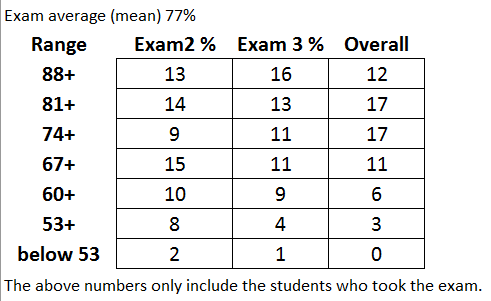 Exam average (mean) 77%
Range Exam2 % Exam 3 % Overall
88+ 13 16 12
81+ 14 13 17
74+ 9 11 17
67+ 15 11 11
60+ 10 9 6
53+ 8 4 3
below 53 2 1 0
The above numbers only include the students who took the exam.